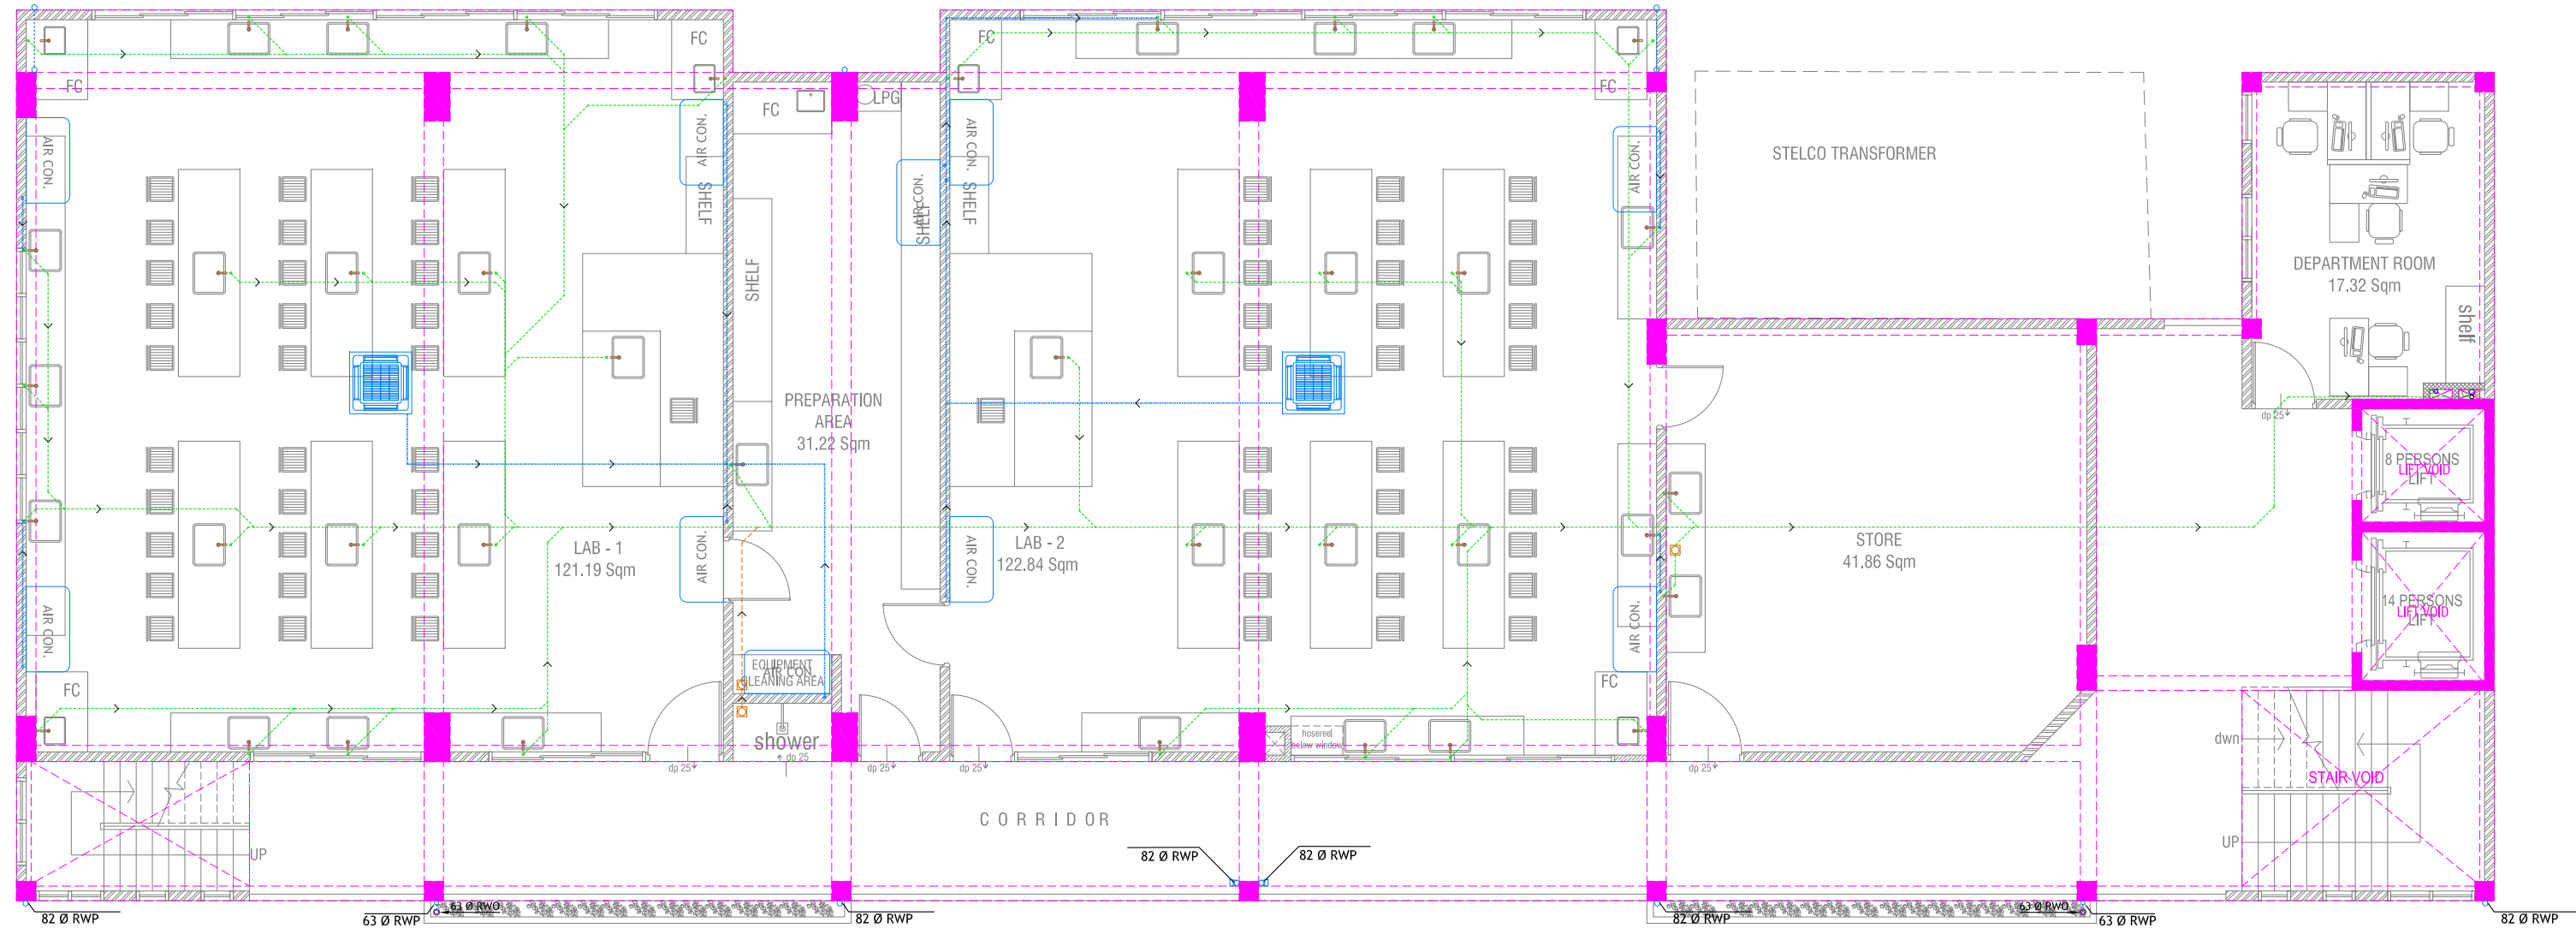 FC
FC
FC
FC
LPG
FC
FC
AIR CON.
AIR CON.
AIR CON.
SHELF
AIR CON.
SHELF
AIR CON.
SHELF
SHELF
STELCO TRANSFORMER
DEPARTMENT ROOM
17.32 Sqm
shelf
PREPARATION
AREA
31.22 Sqm
dp 25
8 PERSONS
LIFT VOID
LIFT
LAB - 1
121.19 Sqm
AIR CON.
LAB - 2
122.84 Sqm
AIR CON.
STORE
41.86 Sqm
14 PERSONS
LIFT VOID
LIFT
AIR CON.
AIR CON.
EQUIPMENT
AIR CON.
CLEANING AREA
FC
FC
shower
hosereel
below window
dwn
dp 25
dp 25
dp 25
dp 25
dp 25
STAIR VOID
CORRIDOR
UP
UP
82 Ø RWP
82 Ø RWP
82 Ø RWP
63 Ø RWP
63 Ø RWO
82 Ø RWP
82 Ø RWP
63 Ø RWO
63 Ø RWP
82 Ø RWP